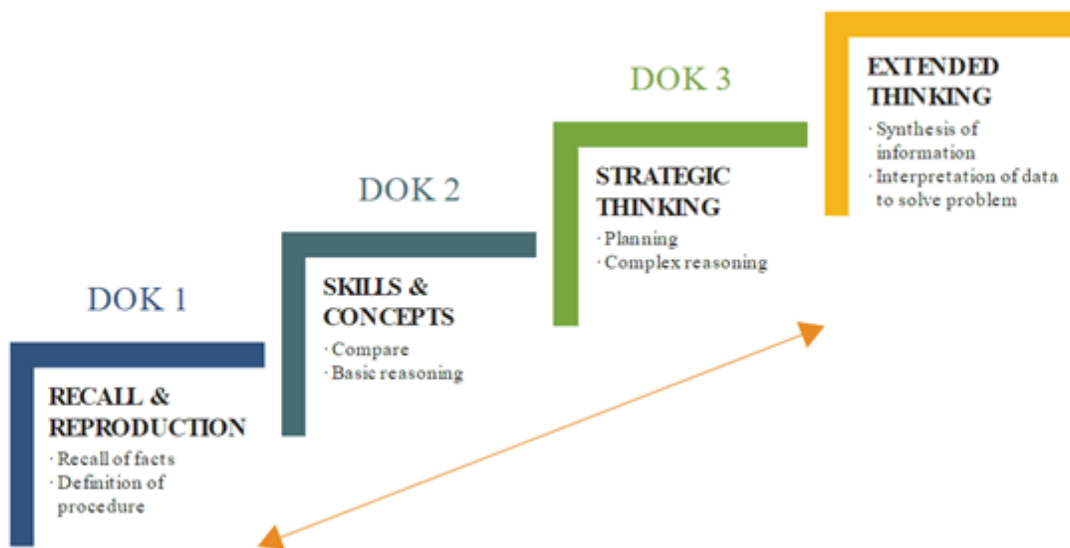 DOK 1
RECALL &
REPRODUCTION
· Recall of facts
· Definition of
procedure
DOK 2
SKILLS &
CONCEPTS
· Compare
· Basic reasoning
DOK 3
STRATEGIC
THINKING
· Planning
· Complex reasoning
EXTENDED
THINKING
· Synthesis of
information
· Interpretation of data
to solve problem